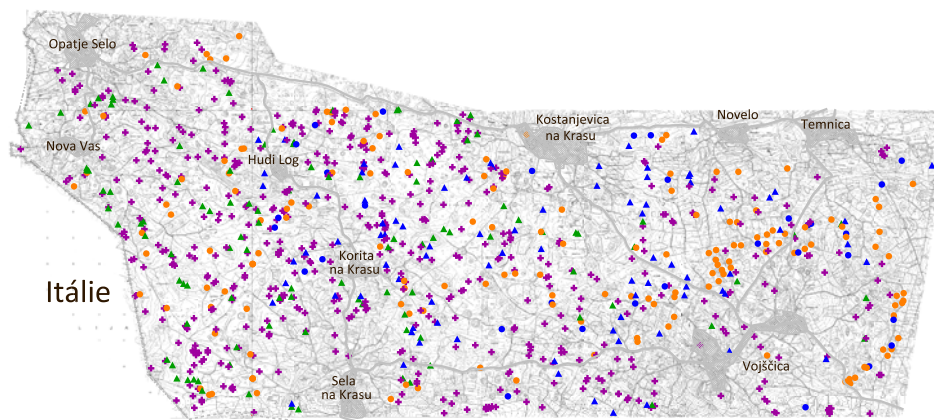 Opatje Selo
Nova Vas
Hudi Log
Kostanjevica
na Krasu
Novelo
Temnica
Korita
na Krasu
Itálie
Sela
na Krasu
Vojščica